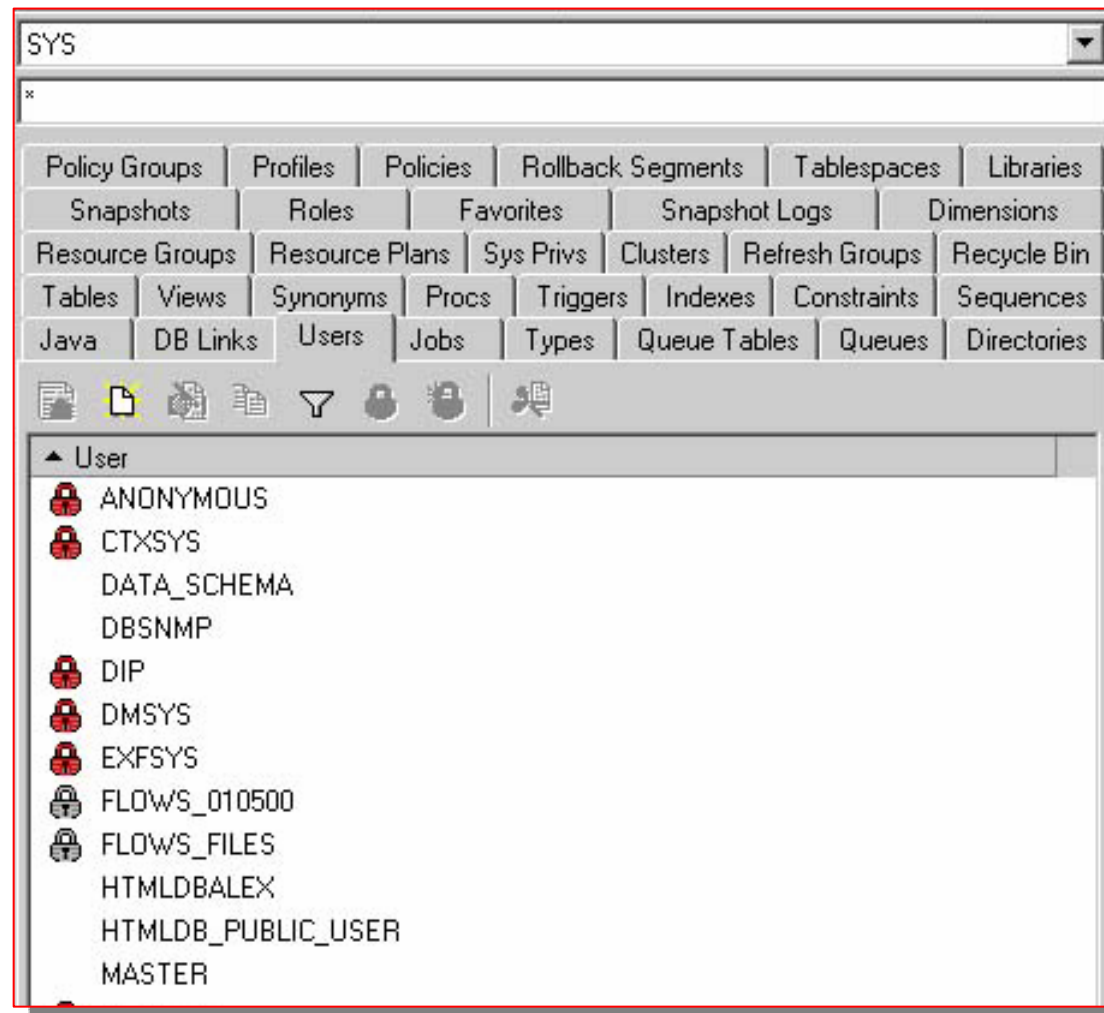 SYS
*
Policy Groups Profiles Policies Rollback Segments Tablespaces Libraries
Snapshots Roles Favorites Snapshot Logs Dimensions
Resource Groups Resource Plans Sys Privs Clusters Refresh Groups Recycle Bin
Tables Views Synonyms Procs Triggers Indexes Constraints Sequences
Java DB Links Users Jobs Types Queue Tables Queues Directories
User
ANONYMOUS
CTXSYS
DATA_SCHEMA
DBSNMP
DIP
DMSYS
EXFSYS
FLOWS_010500
FLOWS_FILES
HTMLDBALEX
HTMLDB_PUBLIC_USER
MASTER